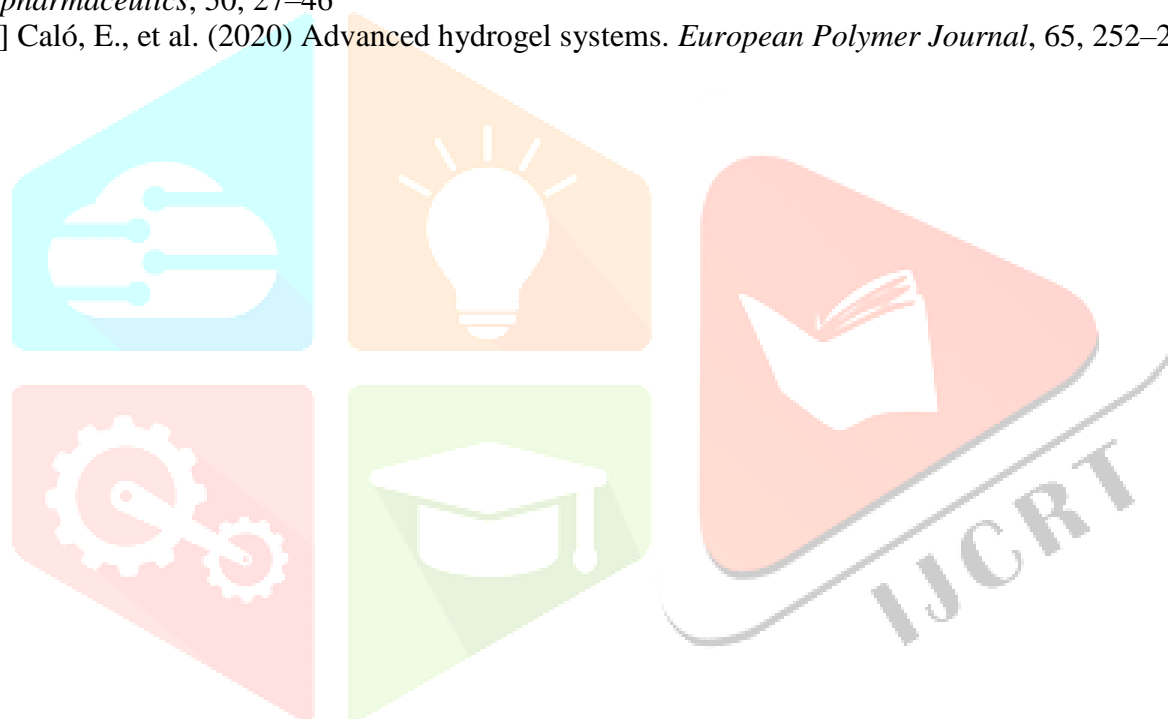 pharmaceutics, 50, 27–46
] Caló, E., et al. (2020) Advanced hydrogel systems. European Polymer Journal, 65, 252–2
IJCRT